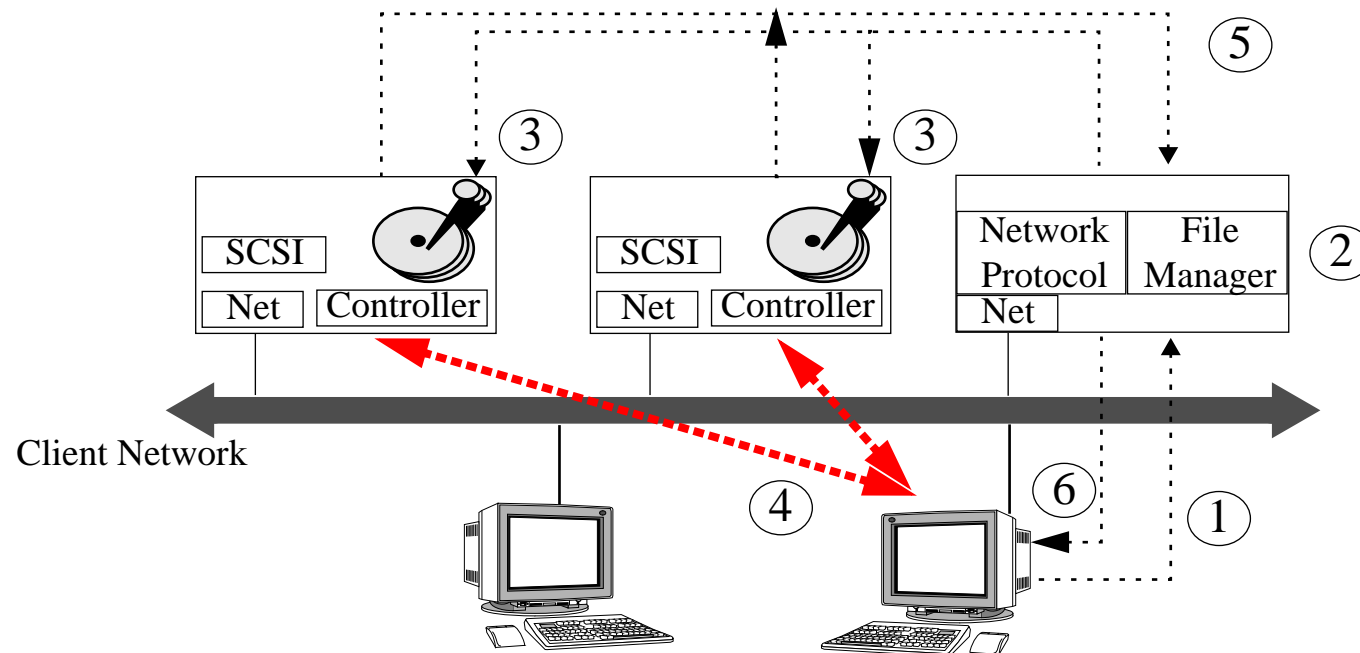 5
3
3
SCSI
Net
Controller
SCSI
Net
Controller
Network
Protocol
File
Manager
Net
2
Client Network
4
6
1